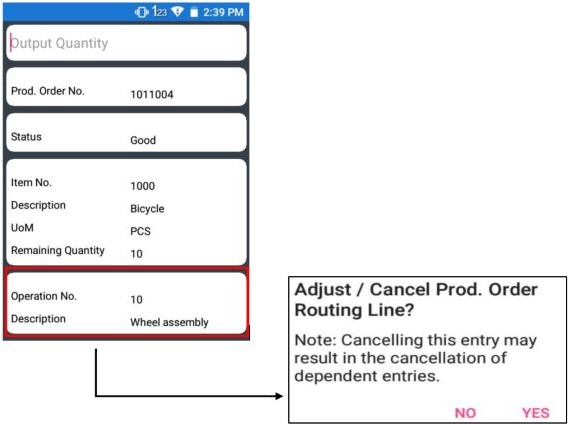 123 2:39 PM
Output Quantity
Prod. Order No. 1011004
Status Good
Item No. 1000
Description Bicycle
UoM PCS
Remaining Quantity 10
Operation No. 10
Description Wheel assembly
Adjust / Cancel Prod. Order
Routing Line?
Note: Cancelling this entry may
result in the cancellation of
dependent entries.
NO YES